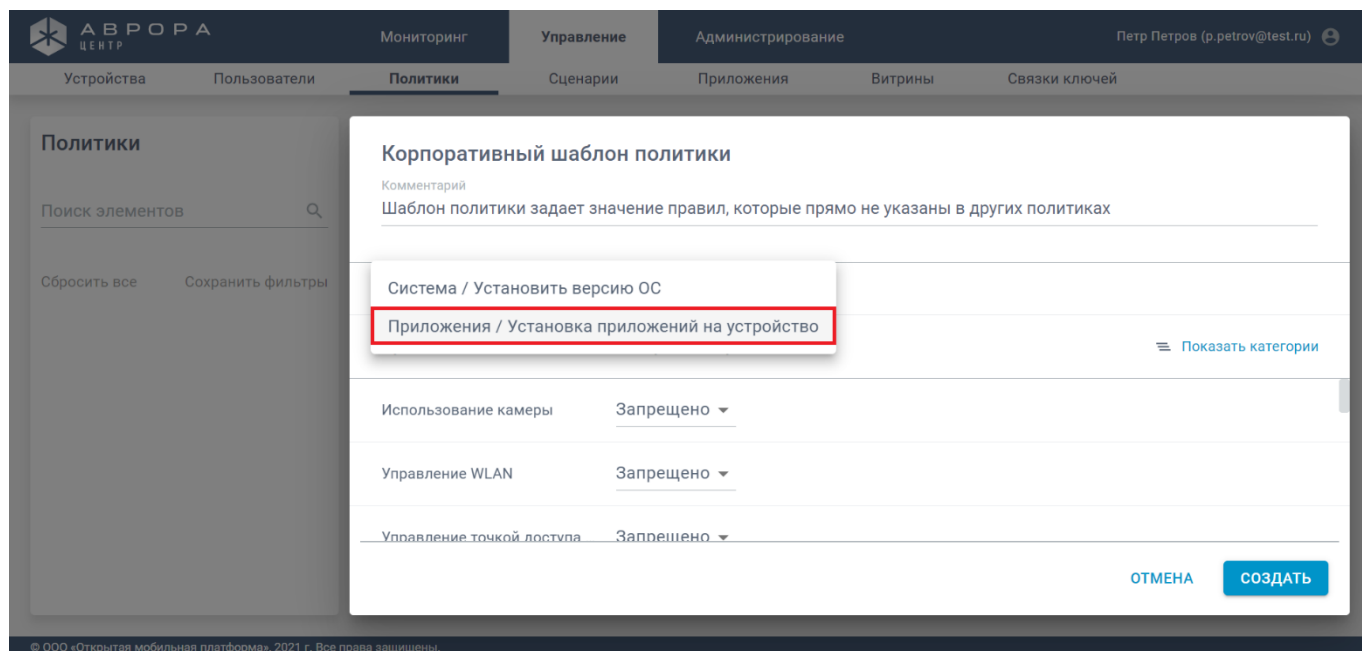 АВРОРА
ЦЕНТР
Мониторинг
Управление
Администрирование
Петр Петров (p.petrov@test.ru)
Устройства
Пользователи
Политики
Сценарии
Приложения
Витрины
Связки ключей
Политики
Поиск элементов
Сбросить все
Сохранить фильтры
Корпоративный шаблон политики
Комментарий
Шаблон политики задает значение правил, которые прямо не указаны в других политиках
Система / Установить версию ОС
Приложения / Установка приложений на устройство
Показать категории
Использование камеры
Запрещено
Управление WLAN
Запрещено
Управление точкой доступа
Запрещено
ОТМЕНА
СОЗДАТЬ
© ООО «Открытая мобильная платформа», 2021 г. Все права защищены.